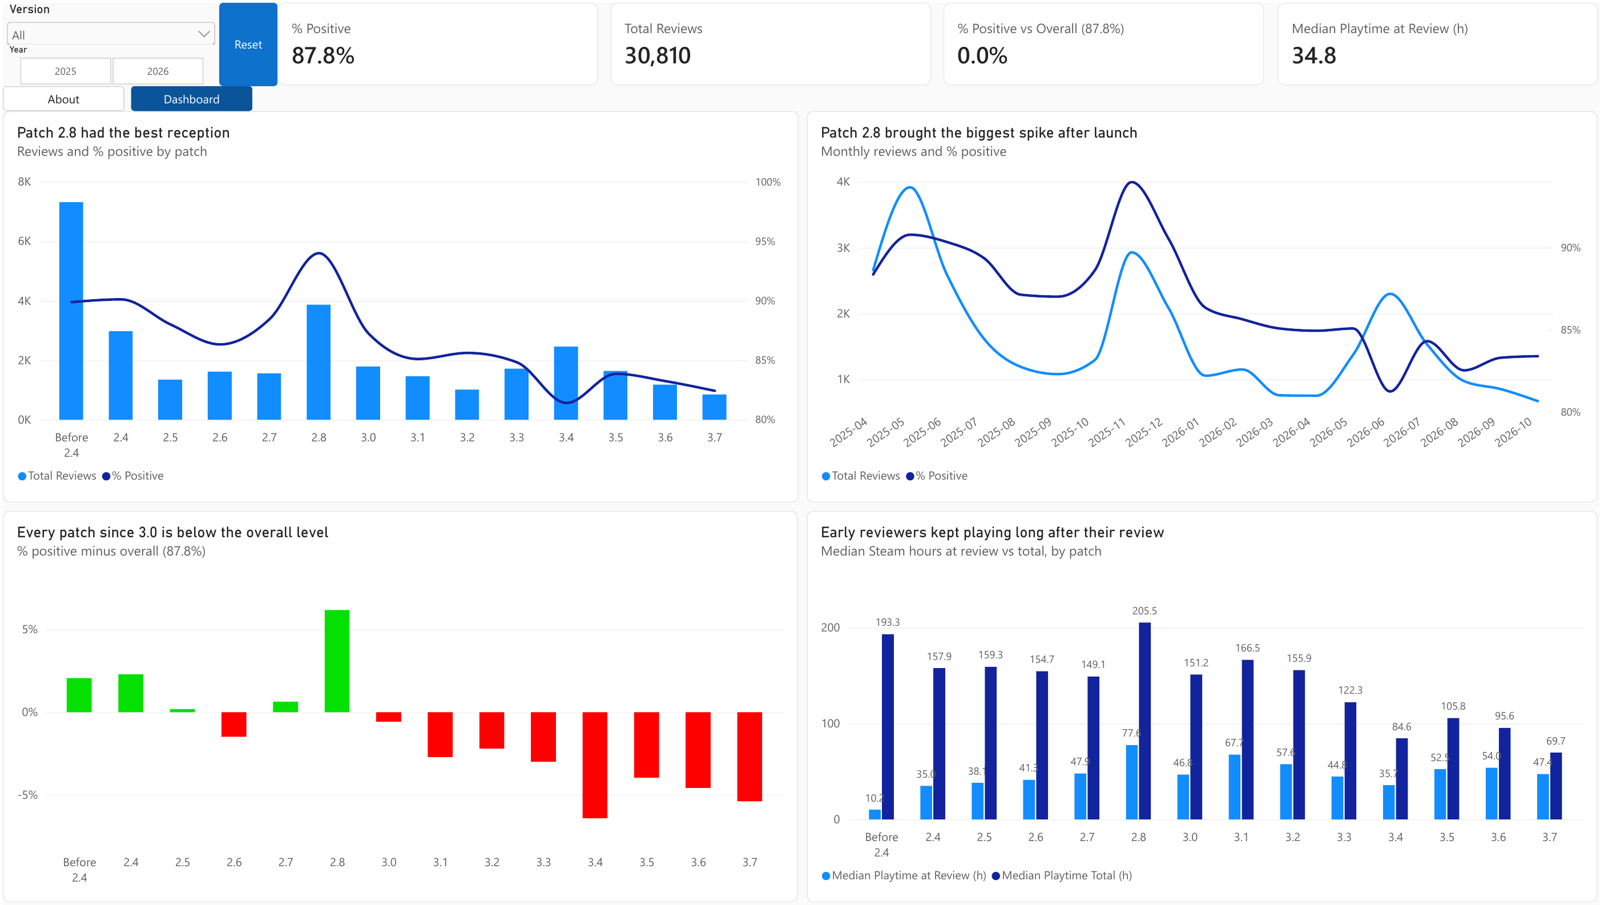 Version
All
Year
2025 2026
Reset
About Dashboard
% Positive
87.8%
Total Reviews
30,810
% Positive vs Overall (87.8%)
0.0%
Median Playtime at Review (h)
34.8
Patch 2.8 had the best reception
Reviews and % positive by patch
8K 100%
6K 95%
4K 90%
2K 85%
0K 80%
Before 2.4 2.5 2.6 2.7 2.8 3.0 3.1 3.2 3.3 3.4 3.5 3.6 3.7
2.4
Total Reviews % Positive
Patch 2.8 brought the biggest spike after launch
Monthly reviews and % positive
4K
3K 90%
2K 85%
1K
80%
2025-04 2025-05 2025-06 2025-07 2025-08 2025-09 2025-10 2025-11 2025-12 2026-01 2026-02 2026-03 2026-04 2026-05 2026-06 2026-07 2026-08 2026-09 2026-10
Total Reviews % Positive
Every patch since 3.0 is below the overall level
% positive minus overall (87.8%)
5%
0%
-5%
Before 2.4 2.5 2.6 2.7 2.8 3.0 3.1 3.2 3.3 3.4 3.5 3.6 3.7
2.4
Early reviewers kept playing long after their review
Median Steam hours at review vs total, by patch
200
100
0
193.3 157.9 159.3 154.7 149.1 205.5 151.2 166.5 155.9 122.3 84.6 105.8 95.6 69.7
10.2 35.0 38.1 41.3 47.9 77.6 46.8 67.7 57.6 44.8 35.7 52.5 54.0 47.4
Before 2.4 2.5 2.6 2.7 2.8 3.0 3.1 3.2 3.3 3.4 3.5 3.6 3.7
2.4
Median Playtime at Review (h) Median Playtime Total (h)